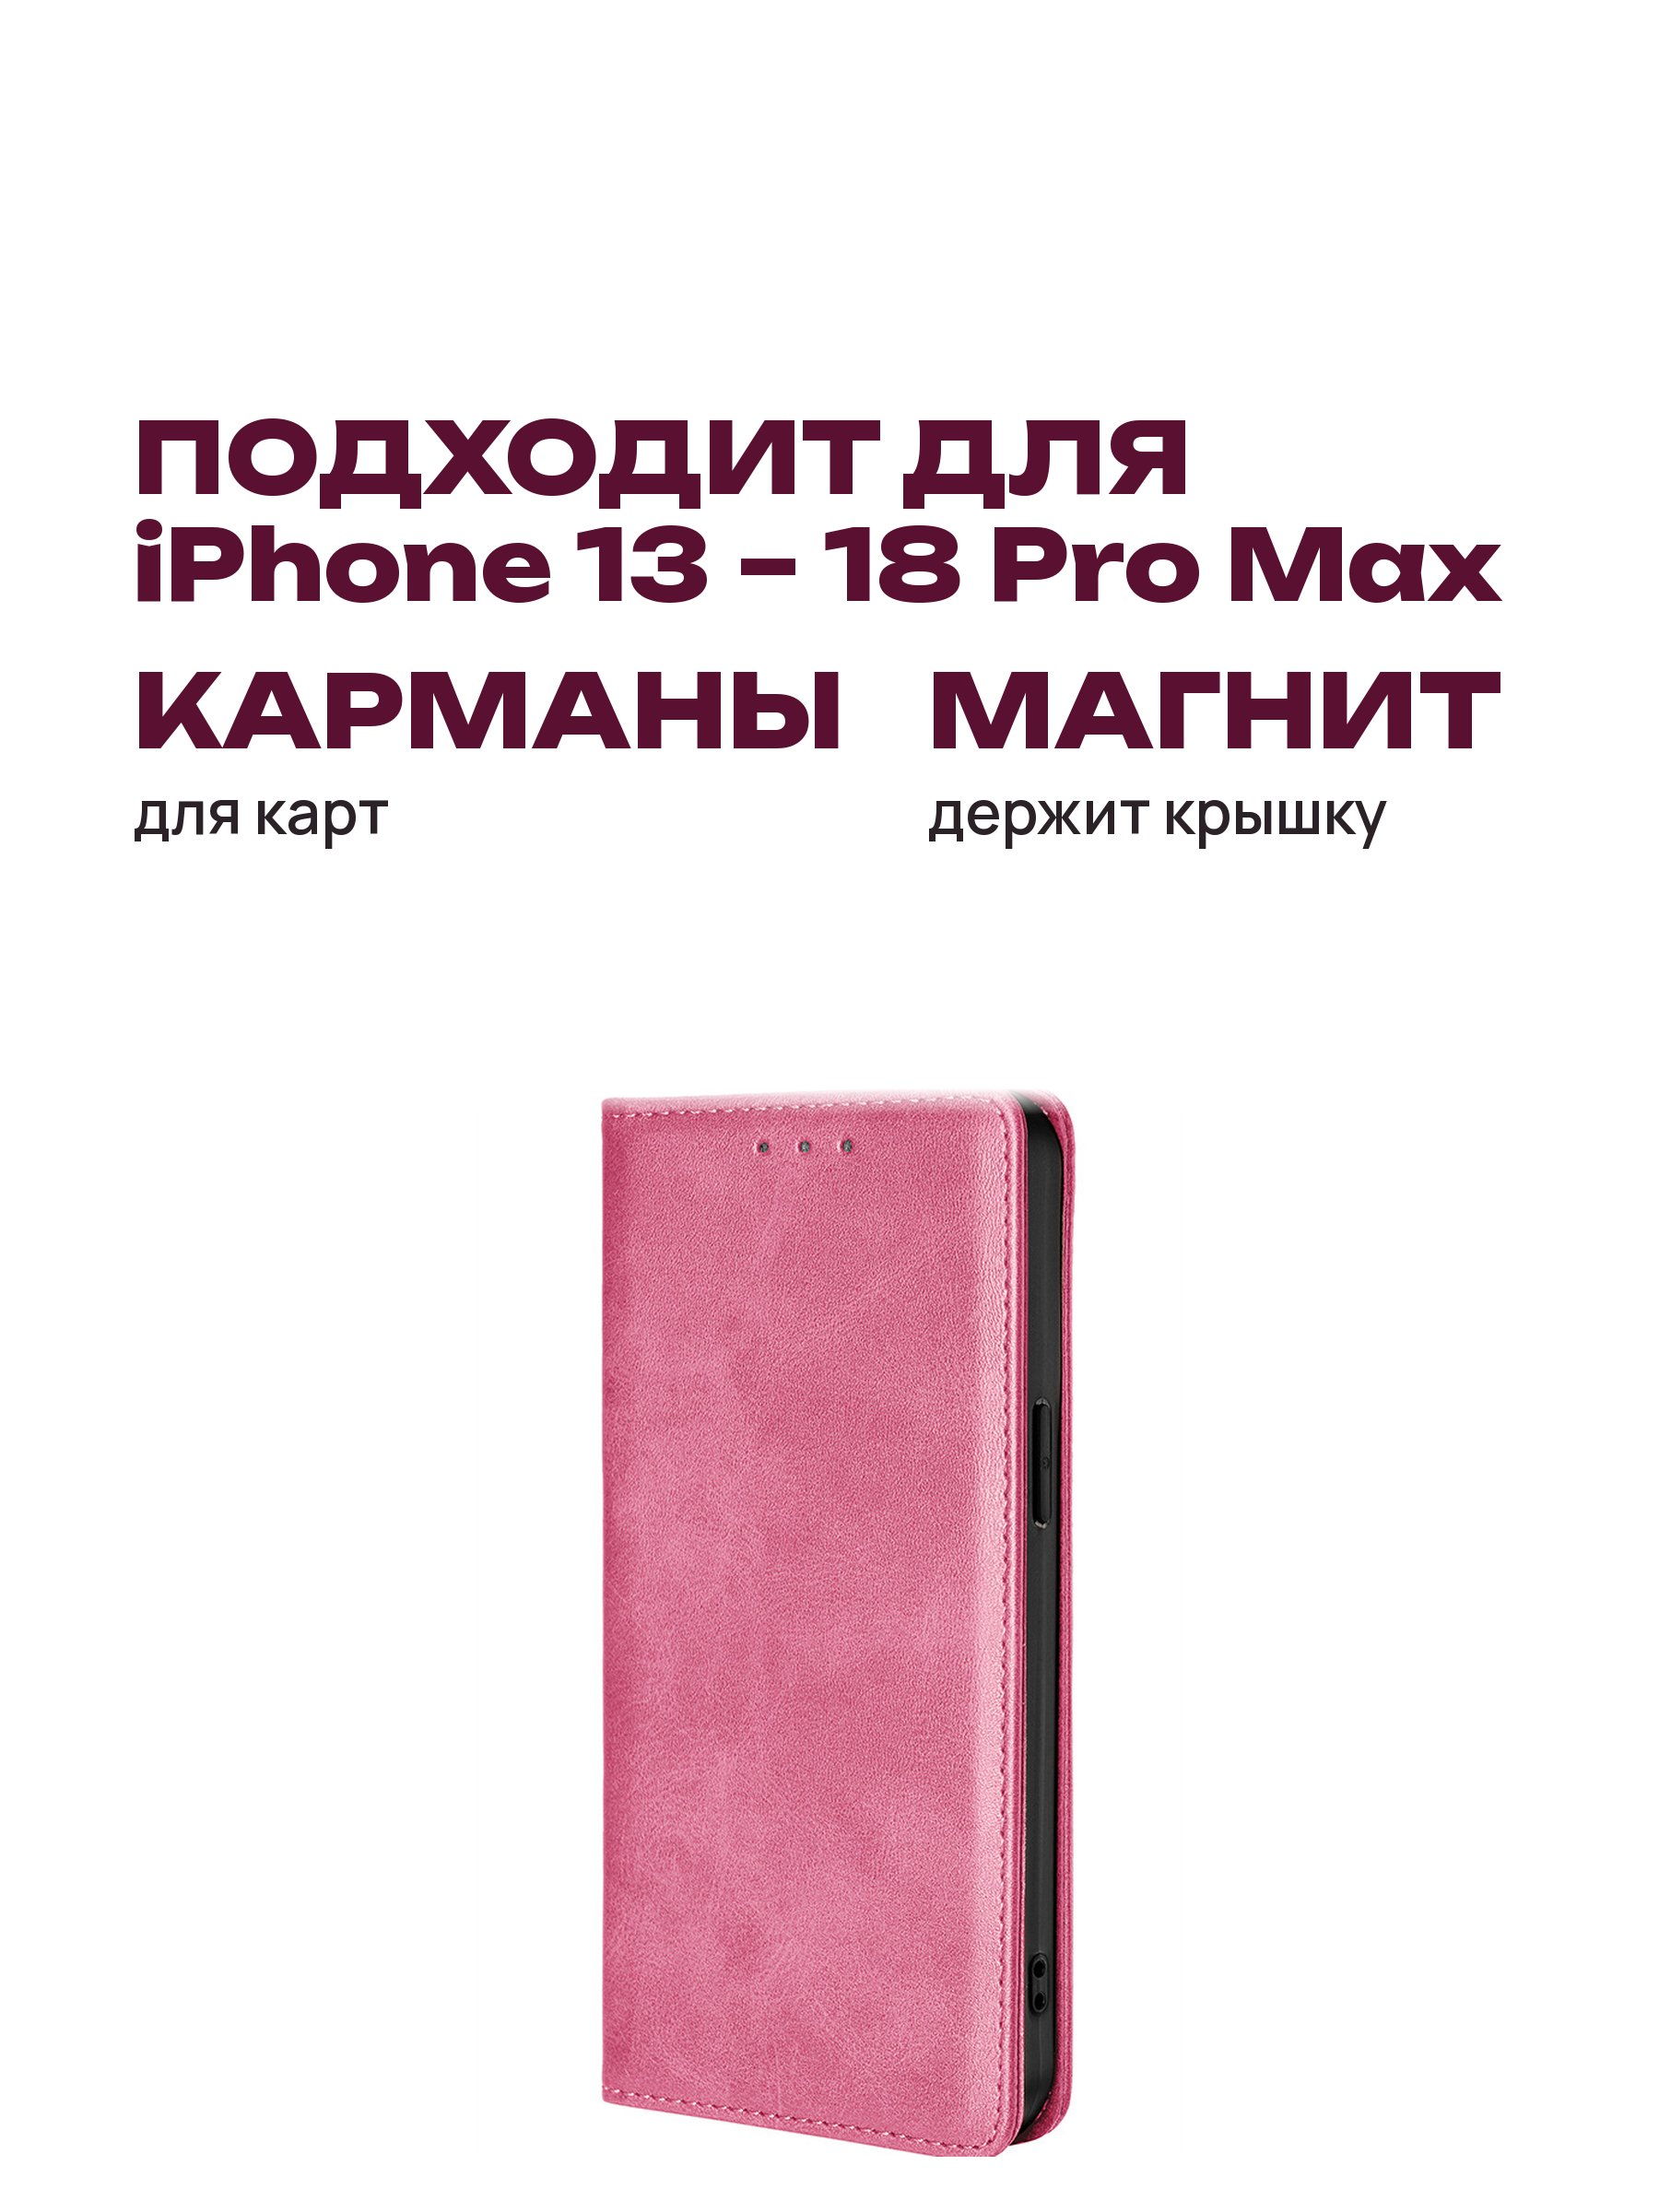 ПОДХОДИТ ДЛЯ
iPhone 13 – 18 Pro Max
КАРМАНЫ
для карт
МАГНИТ
держит крышку